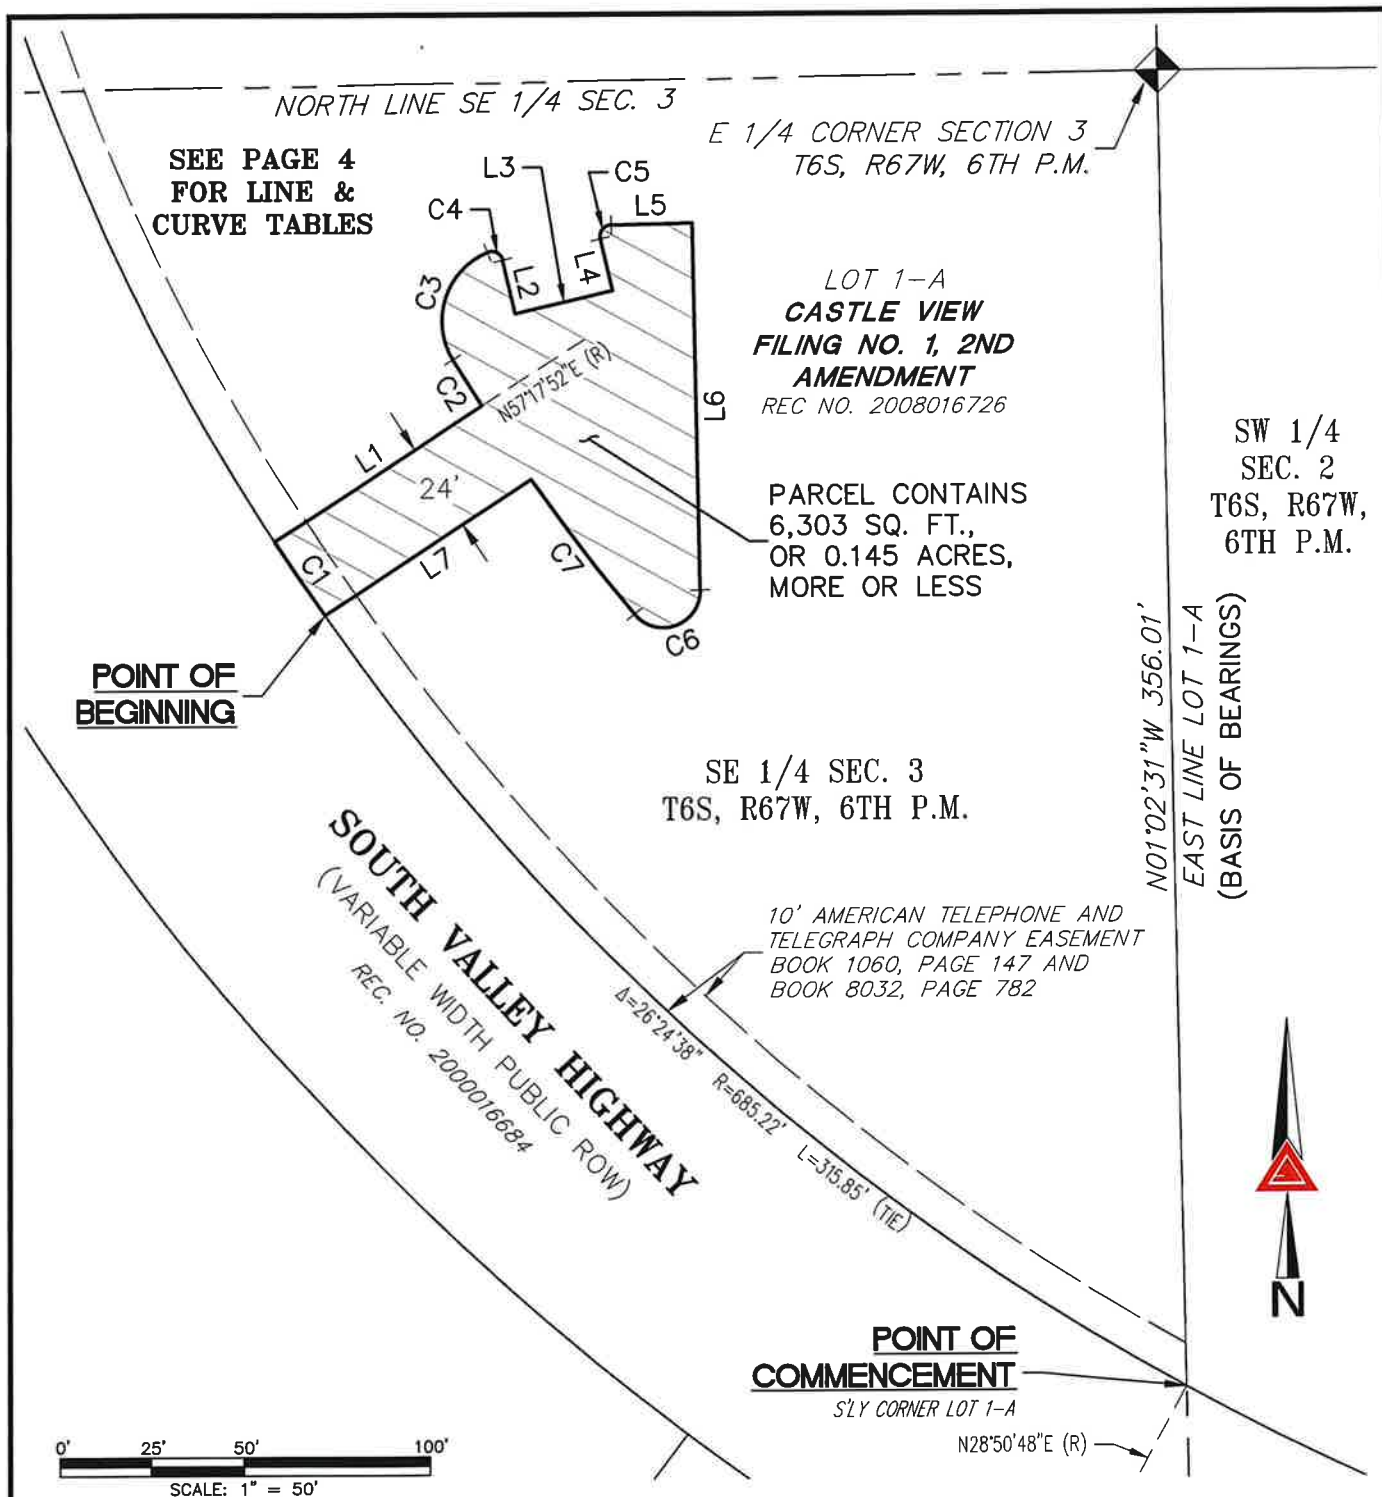 NORTH LINE SE 1/4 SEC. 3
E 1/4 CORNER SECTION 3
T6S, R67W, 6TH P.M.
SEE PAGE 4
FOR LINE &
CURVE TABLES
L3
C5
L5
C4
C3
L2
L4
C2
N57°17'52"E (R)
L6
L1
24'
L7
C1
C7
C6
LOT 1-A
CASTLE VIEW
FILING NO. 1, 2ND
AMENDMENT
REC NO. 2008016726
SW 1/4
SEC. 2
T6S, R67W,
6TH P.M.
PARCEL CONTAINS
6,303 SQ. FT.,
OR 0.145 ACRES,
MORE OR LESS
POINT OF
BEGINNING
N01°02'31"W 356.01'
EAST LINE LOT 1-A
(BASIS OF BEARINGS)
SE 1/4 SEC. 3
T6S, R67W, 6TH P.M.
SOUTH VALLEY HIGHWAY
(VARIABLE WIDTH PUBLIC ROW)
REC. NO. 2000016684
10' AMERICAN TELEPHONE AND
TELEGRAPH COMPANY EASEMENT
BOOK 1060, PAGE 147 AND
BOOK 8032, PAGE 782
Δ=26°24'38" R=685.22' L=315.85' (TIE)
N
POINT OF
COMMENCEMENT
S'LY CORNER LOT 1-A
N28°50'48"E (R)
0' 25' 50' 100'
SCALE: 1" = 50'